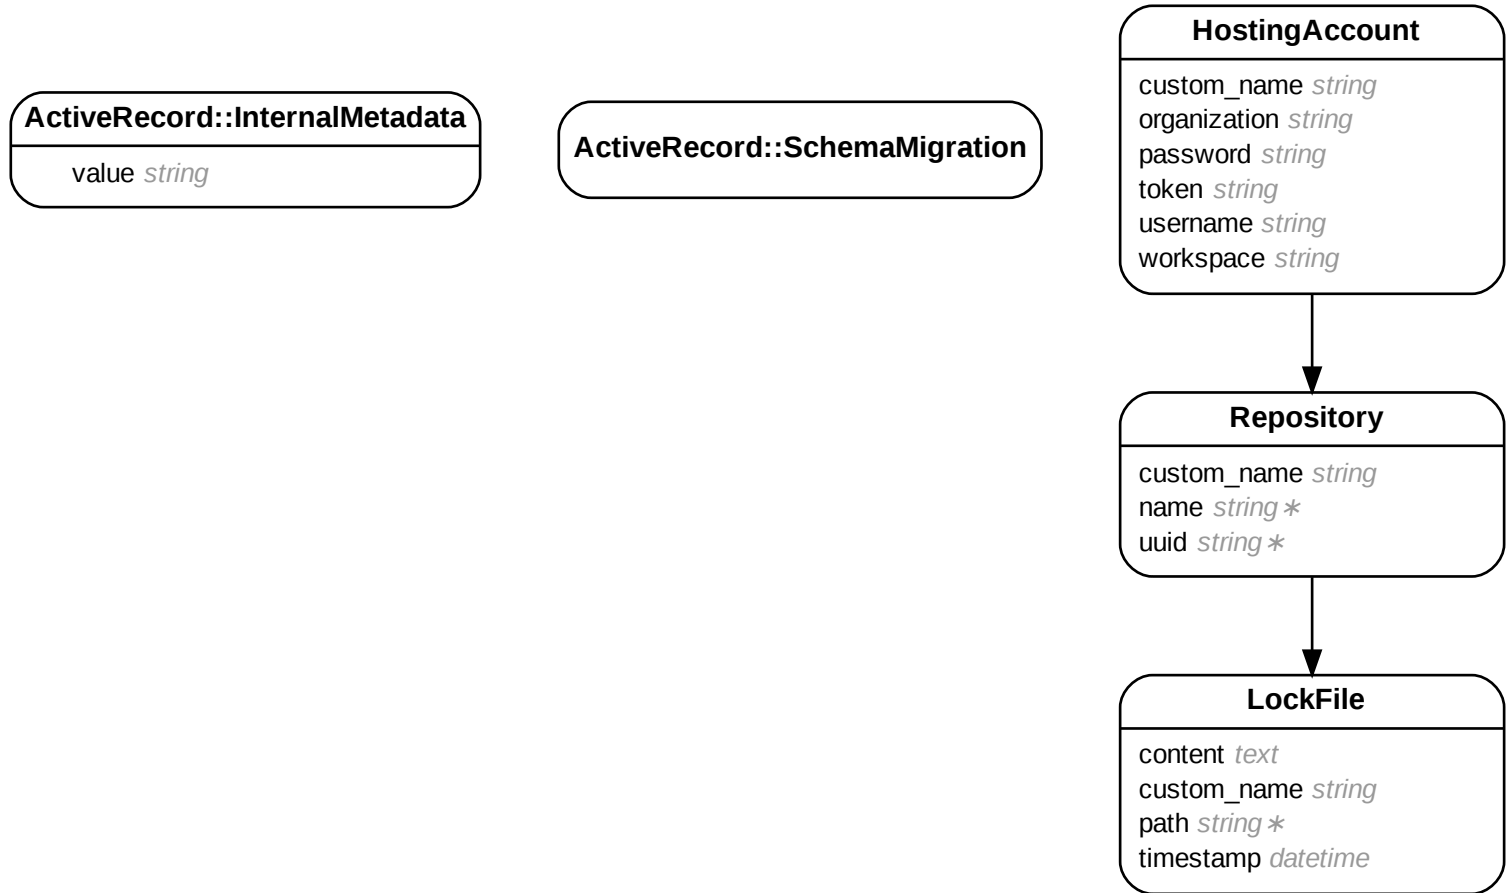 ActiveRecord::InternalMetadata
value string
ActiveRecord::SchemaMigration
HostingAccount
custom_name string
organization string
password string
token string
username string
workspace string
Repository
custom_name string
name string∗
uuid string∗
LockFile
content text
custom_name string
path string∗
timestamp datetime